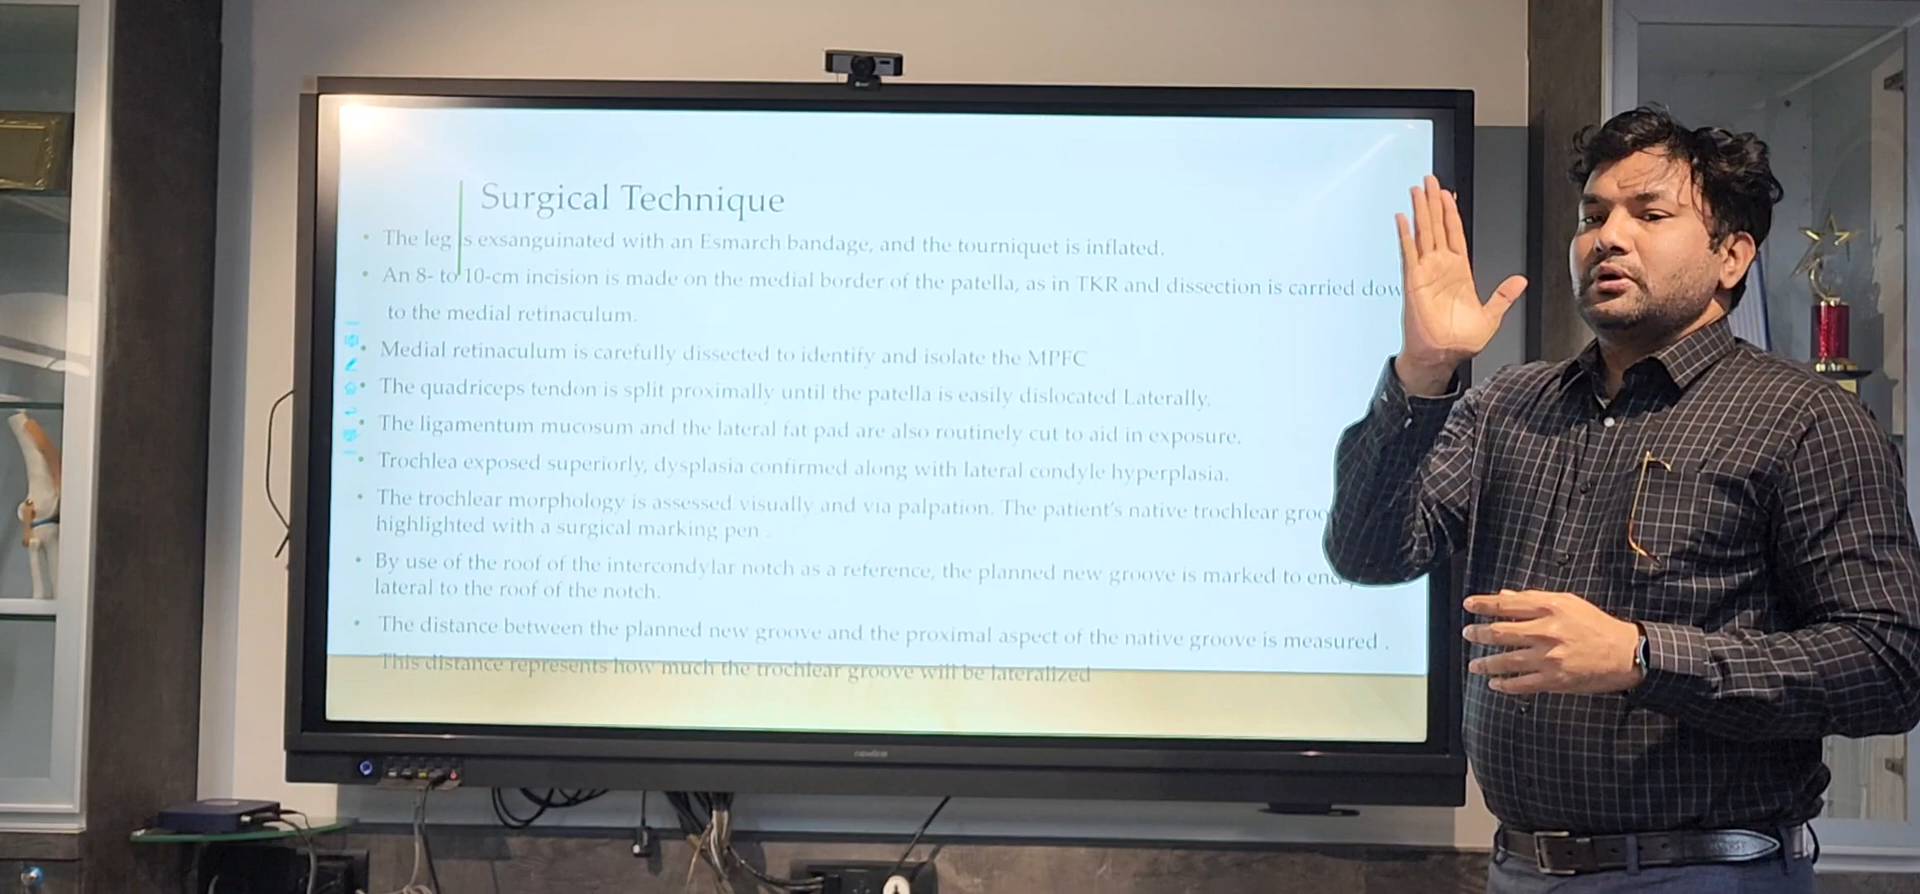 Surgical Technique
• The leg is exsanguinated with an Esmarch bandage, and the tourniquet is inflated.
• An 8- to 10-cm incision is made on the medial border of the patella, as in TKR and dissection is carried dow
to the medial retinaculum.
• Medial retinaculum is carefully dissected to identify and isolate the MPFC
• The quadriceps tendon is split proximally until the patella is easily dislocated Laterally.
• The ligamentum mucosum and the lateral fat pad are also routinely cut to aid in exposure.
• Trochlea exposed superiorly, dysplasia confirmed along with lateral condyle hyperplasia.
• The trochlear morphology is assessed visually and via palpation. The patient's native trochlear groo
highlighted with a surgical marking pen .
• By use of the roof of the intercondylar notch as a reference, the planned new groove is marked to end
lateral to the roof of the notch.
• The distance between the planned new groove and the proximal aspect of the native groove is measured .
This distance represents how much the trochlear groove will be lateralized
newline